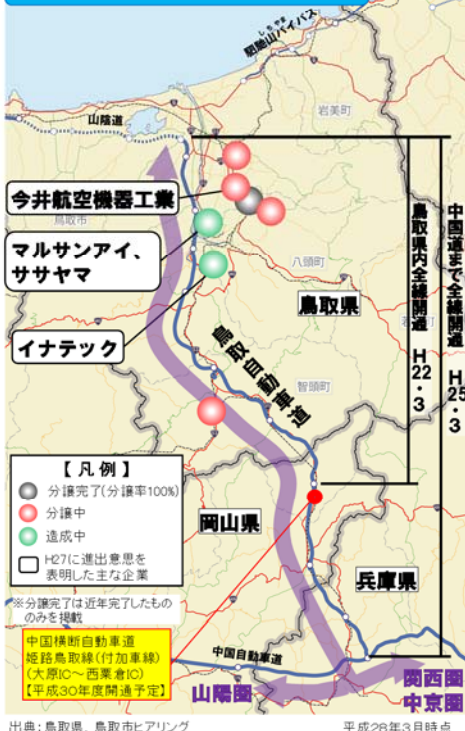 しちやま
駟馳山バイパス
岩美町
山陰道
今井航空機器工業
鳥取市
マルサンアイ、
ササヤマ
八頭町
イナテック
鳥取県
鳥取自動車道
智頭町
鳥取県内全線開通 H22・3
中国道まで全線開通 H25・3
【凡例】
分譲完了(分譲率100%)
分譲中
造成中
H27に進出意思を
表明した主な企業
岡山県
兵庫県
※分譲完了は近年完了したもの
のみを掲載
中国横断自動車道
姫路鳥取線(付加車線)
(大原IC~西粟倉IC)
【平成30年度開通予定】
中国自動車道
山陽圏
関西圏
中京圏
出典:鳥取県、鳥取市ヒアリング
平成28年3月時点